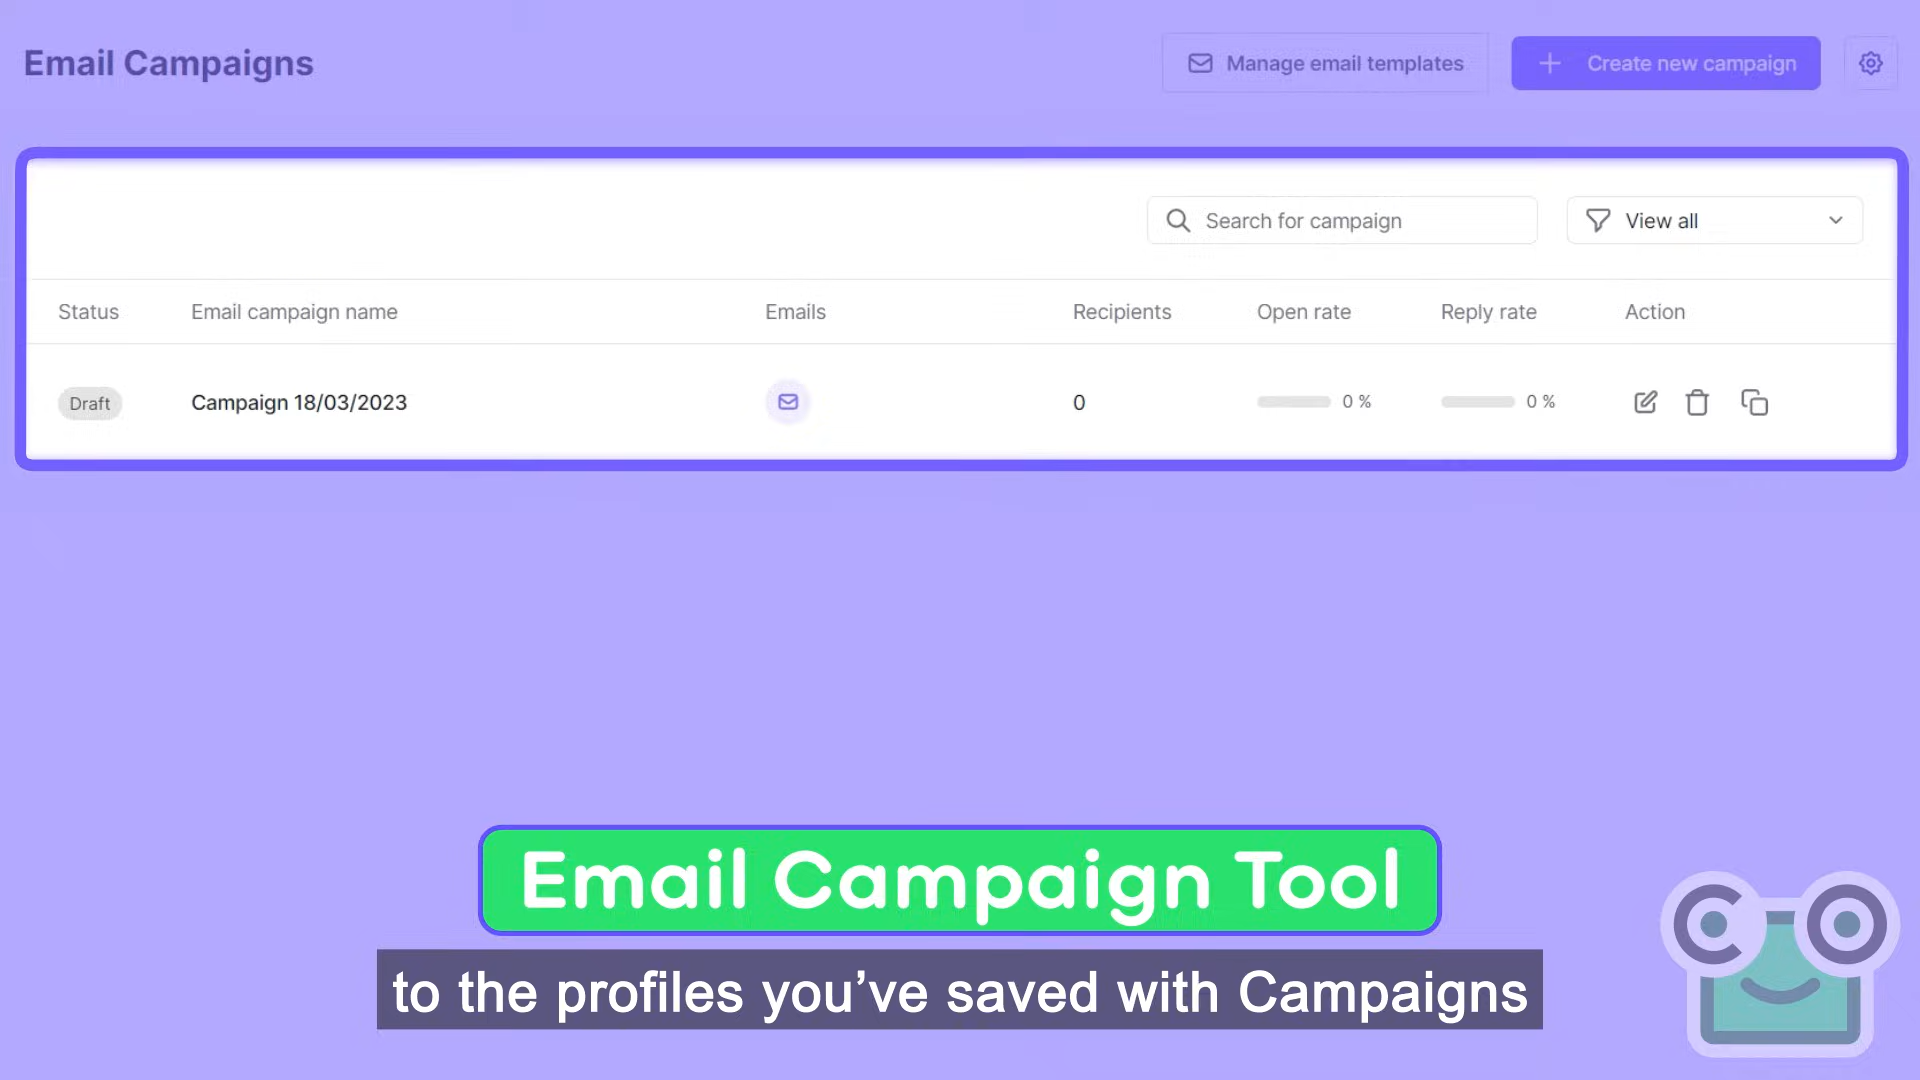 Email Campaigns
Manage email templates
Create new campaign
Search for campaign
View all
Status Email campaign name Emails Recipients Open rate Reply rate Action
Draft Campaign 18/03/2023 0 0 % 0 %
Email Campaign Tool
to the profiles you’ve saved with Campaigns